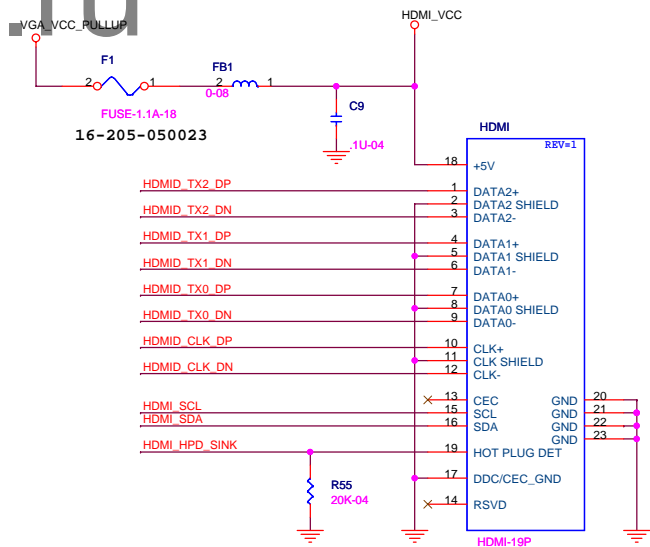 .ru
VGA_VCC_PULLUP
HDMI_VCC
F1
2 1
FUSE-1.1A-18
16-205-050023
FB1
2 1
0-08
C9
.1U-04
HDMI
REV=1
18 +5V
HDMID_TX2_DP 1 DATA2+
2 DATA2 SHIELD
HDMID_TX2_DN 3 DATA2-
HDMID_TX1_DP 4 DATA1+
5 DATA1 SHIELD
HDMID_TX1_DN 6 DATA1-
HDMID_TX0_DP 7 DATA0+
8 DATA0 SHIELD
HDMID_TX0_DN 9 DATA0-
HDMID_CLK_DP 10 CLK+
11 CLK SHIELD
HDMID_CLK_DN 12 CLK-
13 CEC GND 20
HDMI_SCL 15 SCL GND 21
HDMI_SDA 16 SDA GND 22
GND 23
HDMI_HPD_SINK 19 HOT PLUG DET
R55
20K-04
17 DDC/CEC_GND
14 RSVD
HDMI-19P